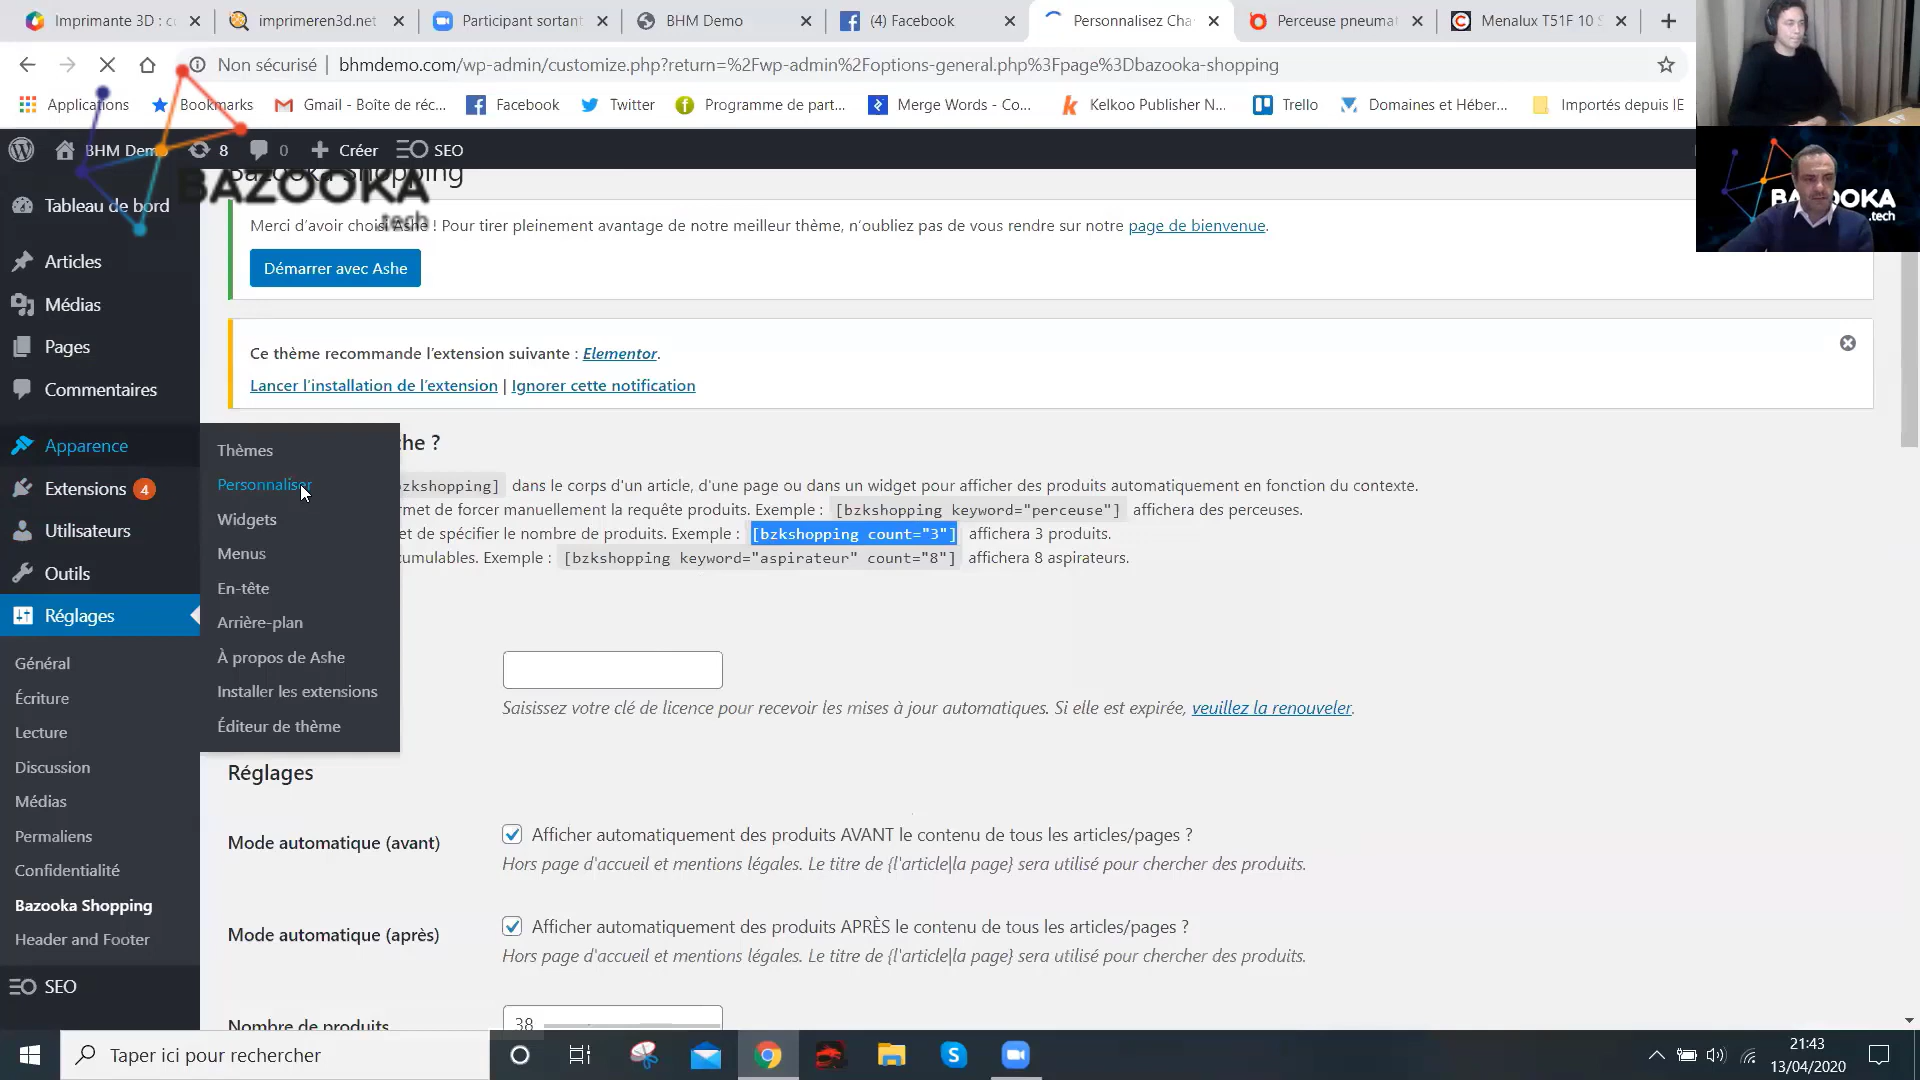 Imprimante 3D : co
imprimeren3d.net
Participant sortant
BHM Demo
(4) Facebook
Personnalisez Cha
Perceuse pneumat
Menalux T51F 10 S
Non sécurisé
bhmdemo.com/wp-admin/customize.php?return=%2Fwp-admin%2Foptions-general.php%3Fpage%3Dbazooka-shopping
Applications
Bookmarks
Gmail - Boîte de réc...
Facebook
Twitter
Programme de part...
Merge Words - Co...
Kelkoo Publisher N...
Trello
Domaines et Héber...
Importés depuis IE
BHM Demo
8
0
Créer
SEO
BAZOOKA
.tech
BAZOOKA
.tech
Bazooka Shopping
Tableau de bord
Articles
Médias
Pages
Commentaires
Apparence
Extensions 4
Utilisateurs
Outils
Réglages
Général
Écriture
Lecture
Discussion
Médias
Permaliens
Confidentialité
Bazooka Shopping
Header and Footer
SEO
Thèmes
Personnaliser
Widgets
Menus
En-tête
Arrière-plan
À propos de Ashe
Installer les extensions
Éditeur de thème
Merci d'avoir choisi Ashe ! Pour tirer pleinement avantage de notre meilleur thème, n'oubliez pas de vous rendre sur notre page de bienvenue.
Démarrer avec Ashe
Ce thème recommande l'extension suivante : Elementor.
Lancer l'installation de l'extension | Ignorer cette notification
che ?
zkshopping] dans le corps d'un article, d'une page ou dans un widget pour afficher des produits automatiquement en fonction du contexte.
rmet de forcer manuellement la requête produits. Exemple : [bzkshopping keyword="perceuse"] affichera des perceuses.
et de spécifier le nombre de produits. Exemple : [bzkshopping count="3"] affichera 3 produits.
cumulables. Exemple : [bzkshopping keyword="aspirateur" count="8"] affichera 8 aspirateurs.
Saisissez votre clé de licence pour recevoir les mises à jour automatiques. Si elle est expirée, veuillez la renouveler.
Réglages
Mode automatique (avant)
Afficher automatiquement des produits AVANT le contenu de tous les articles/pages ?
Hors page d'accueil et mentions légales. Le titre de {l'article|la page} sera utilisé pour chercher des produits.
Mode automatique (après)
Afficher automatiquement des produits APRÈS le contenu de tous les articles/pages ?
Hors page d'accueil et mentions légales. Le titre de {l'article|la page} sera utilisé pour chercher des produits.
Nombre de produits
38
Taper ici pour rechercher
21:43
13/04/2020